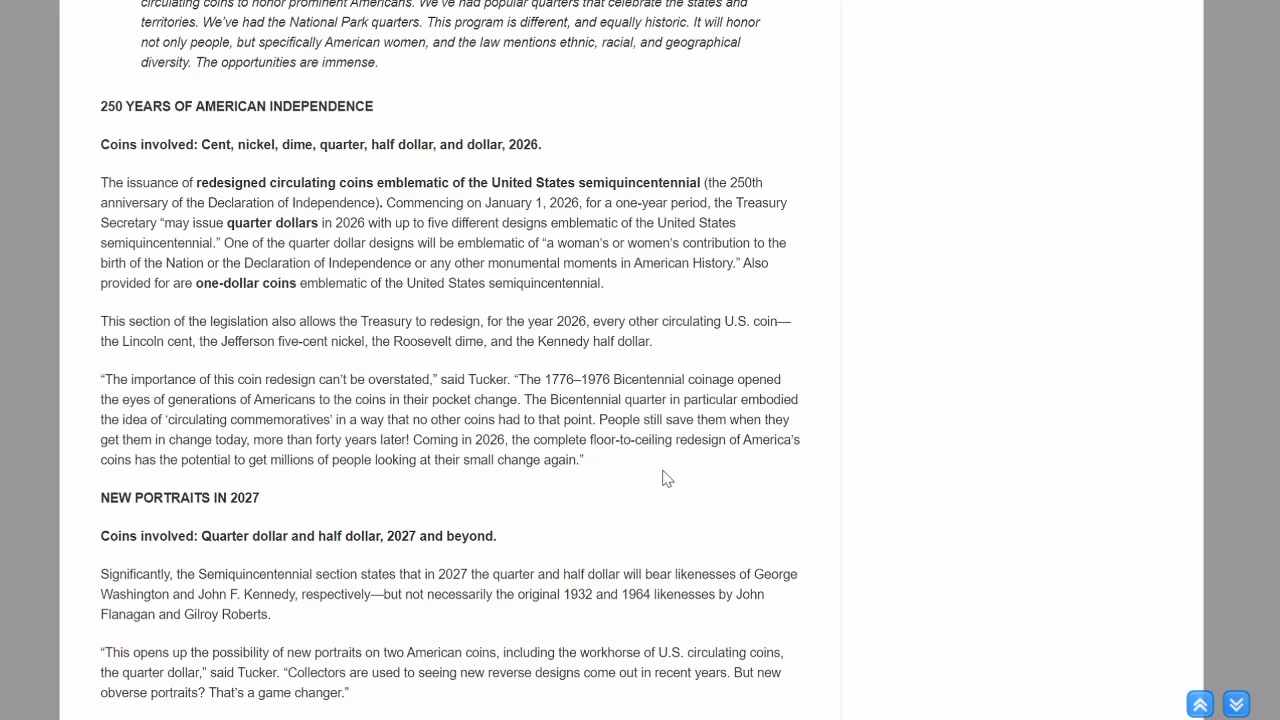 circulating coins to honor prominent Americans. We've had popular quarters that celebrate the states and
territories. We've had the National Park quarters. This program is different, and equally historic. It will honor
not only people, but specifically American women, and the law mentions ethnic, racial, and geographical
diversity. The opportunities are immense.
250 YEARS OF AMERICAN INDEPENDENCE
Coins involved: Cent, nickel, dime, quarter, half dollar, and dollar, 2026.
The issuance of redesigned circulating coins emblematic of the United States semiquincentennial (the 250th
anniversary of the Declaration of Independence). Commencing on January 1, 2026, for a one-year period, the Treasury
Secretary “may issue quarter dollars in 2026 with up to five different designs emblematic of the United States
semiquincentennial.” One of the quarter dollar designs will be emblematic of “a woman’s or women’s contribution to the
birth of the Nation or the Declaration of Independence or any other monumental moments in American History.” Also
provided for are one-dollar coins emblematic of the United States semiquincentennial.
This section of the legislation also allows the Treasury to redesign, for the year 2026, every other circulating U.S. coin—
the Lincoln cent, the Jefferson five-cent nickel, the Roosevelt dime, and the Kennedy half dollar.
“The importance of this coin redesign can’t be overstated,” said Tucker. “The 1776–1976 Bicentennial coinage opened
the eyes of generations of Americans to the coins in their pocket change. The Bicentennial quarter in particular embodied
the idea of ‘circulating commemoratives’ in a way that no other coins had to that point. People still save them when they
get them in change today, more than forty years later! Coming in 2026, the complete floor-to-ceiling redesign of America’s
coins has the potential to get millions of people looking at their small change again.”
NEW PORTRAITS IN 2027
Coins involved: Quarter dollar and half dollar, 2027 and beyond.
Significantly, the Semiquincentennial section states that in 2027 the quarter and half dollar will bear likenesses of George
Washington and John F. Kennedy, respectively—but not necessarily the original 1932 and 1964 likenesses by John
Flanagan and Gilroy Roberts.
“This opens up the possibility of new portraits on two American coins, including the workhorse of U.S. circulating coins,
the quarter dollar,” said Tucker. “Collectors are used to seeing new reverse designs come out in recent years. But new
obverse portraits? That’s a game changer.”